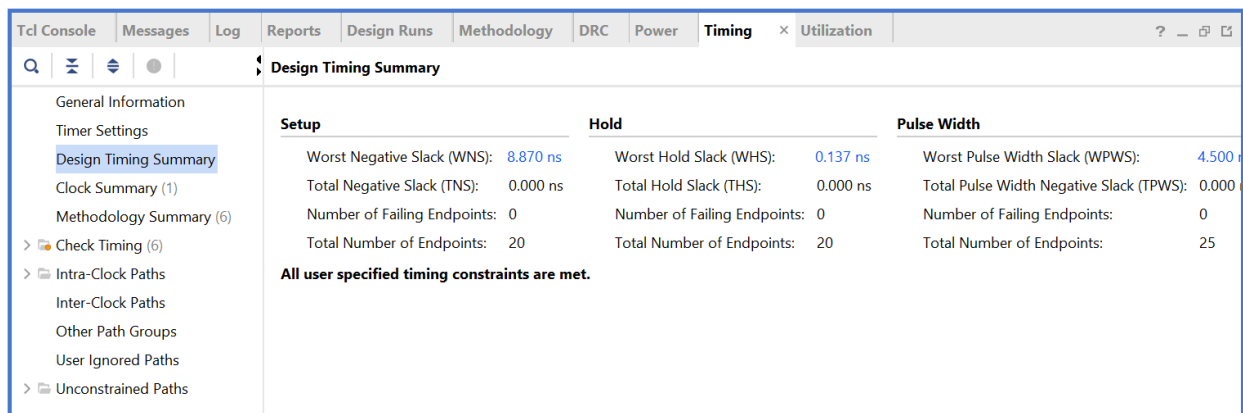 Tcl Console Messages Log Reports Design Runs Methodology DRC Power Timing × Utilization ?
Design Timing Summary
General Information
Timer Settings
Design Timing Summary
Clock Summary (1)
Methodology Summary (6)
Check Timing (6)
Intra-Clock Paths
Inter-Clock Paths
Other Path Groups
User Ignored Paths
Unconstrained Paths
Setup Hold Pulse Width
Worst Negative Slack (WNS): 8.870 ns Worst Hold Slack (WHS): 0.137 ns Worst Pulse Width Slack (WPWS): 4.500
Total Negative Slack (TNS): 0.000 ns Total Hold Slack (THS): 0.000 ns Total Pulse Width Negative Slack (TPWS): 0.000
Number of Failing Endpoints: 0 Number of Failing Endpoints: 0 Number of Failing Endpoints: 0
Total Number of Endpoints: 20 Total Number of Endpoints: 20 Total Number of Endpoints: 25
All user specified timing constraints are met.